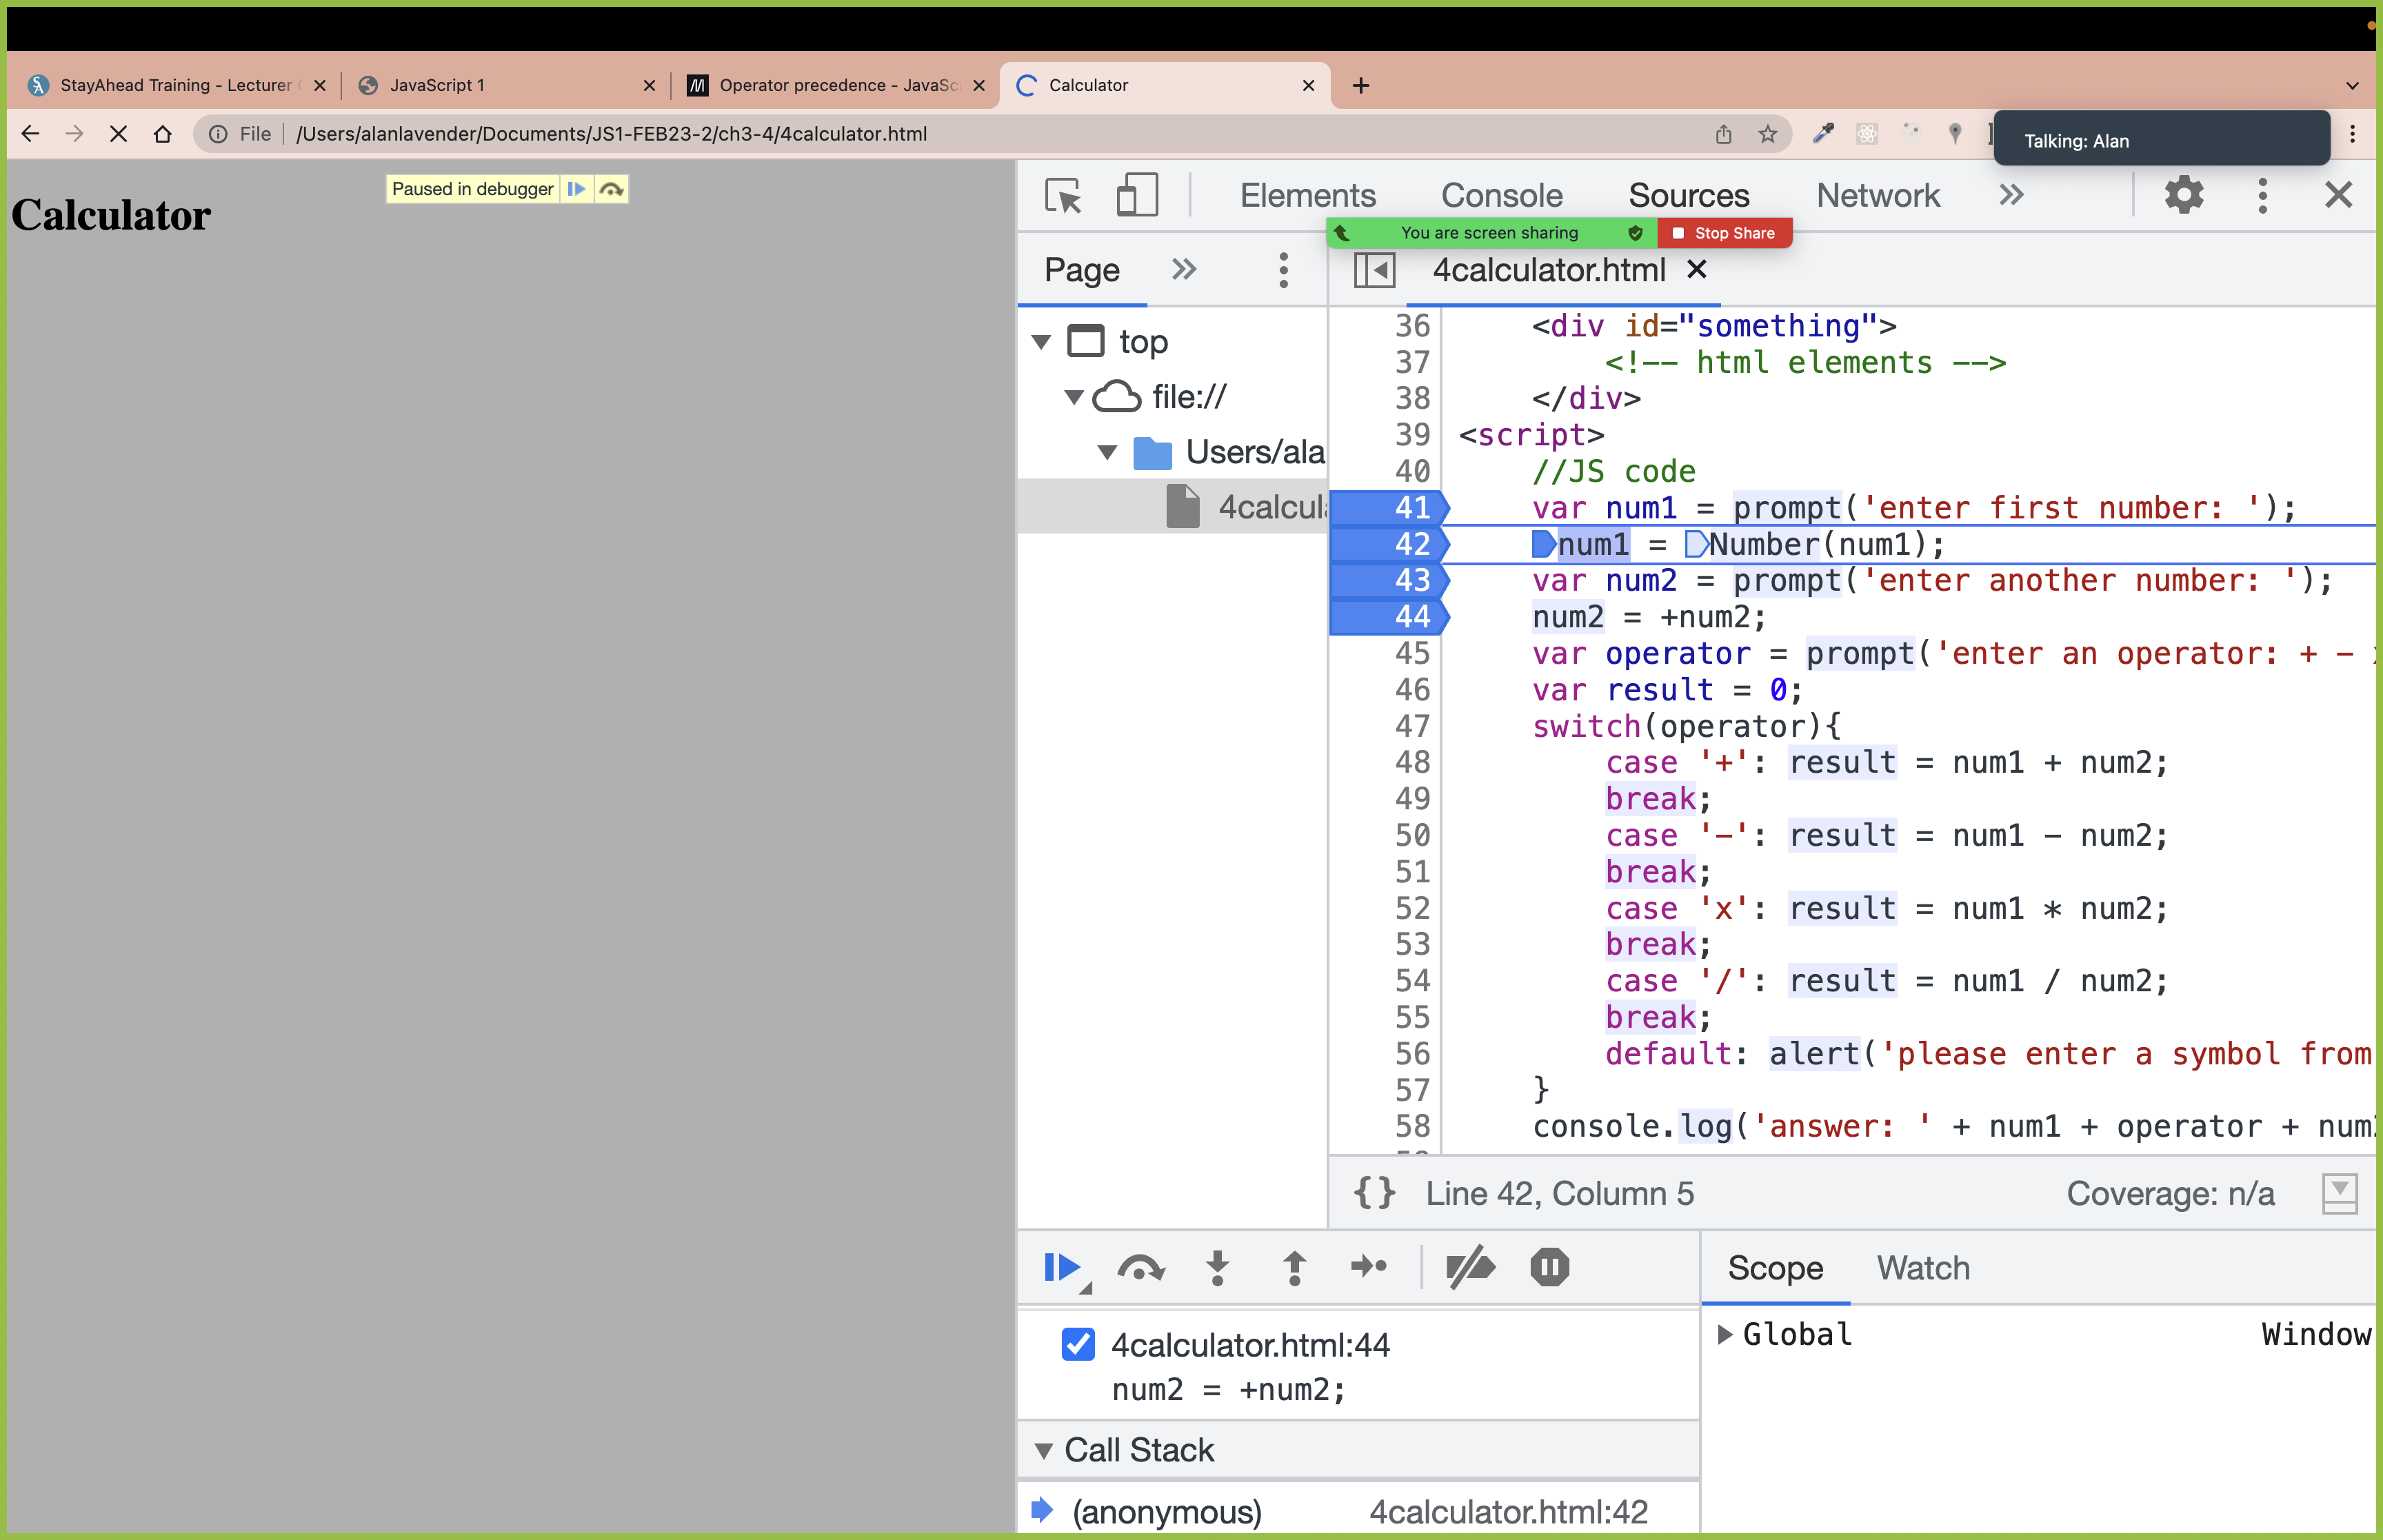 StayAhead Training - Lecturer
JavaScript 1
Operator precedence - JavaSc
Calculator
File
/Users/alanlavender/Documents/JS1-FEB23-2/ch3-4/4calculator.html
Talking: Alan
Paused in debugger
Calculator
Elements
Console
Sources
Network
You are screen sharing
Stop Share
Page
4calculator.html
top
file://
Users/ala
4calcul
36 <div id="something">
37 <!-- html elements -->
38 </div>
39 <script>
40 //JS code
41 var num1 = prompt('enter first number: ');
42 num1 = Number(num1);
43 var num2 = prompt('enter another number: ');
44 num2 = +num2;
45 var operator = prompt('enter an operator: + -
46 var result = 0;
47 switch(operator){
48 case '+': result = num1 + num2;
49 break;
50 case '-': result = num1 - num2;
51 break;
52 case 'x': result = num1 * num2;
53 break;
54 case '/': result = num1 / num2;
55 break;
56 default: alert('please enter a symbol from
57 }
58 console.log('answer: ' + num1 + operator + num
{} Line 42, Column 5
Coverage: n/a
Scope
Watch
4calculator.html:44
num2 = +num2;
Global
Window
Call Stack
(anonymous)
4calculator.html:42